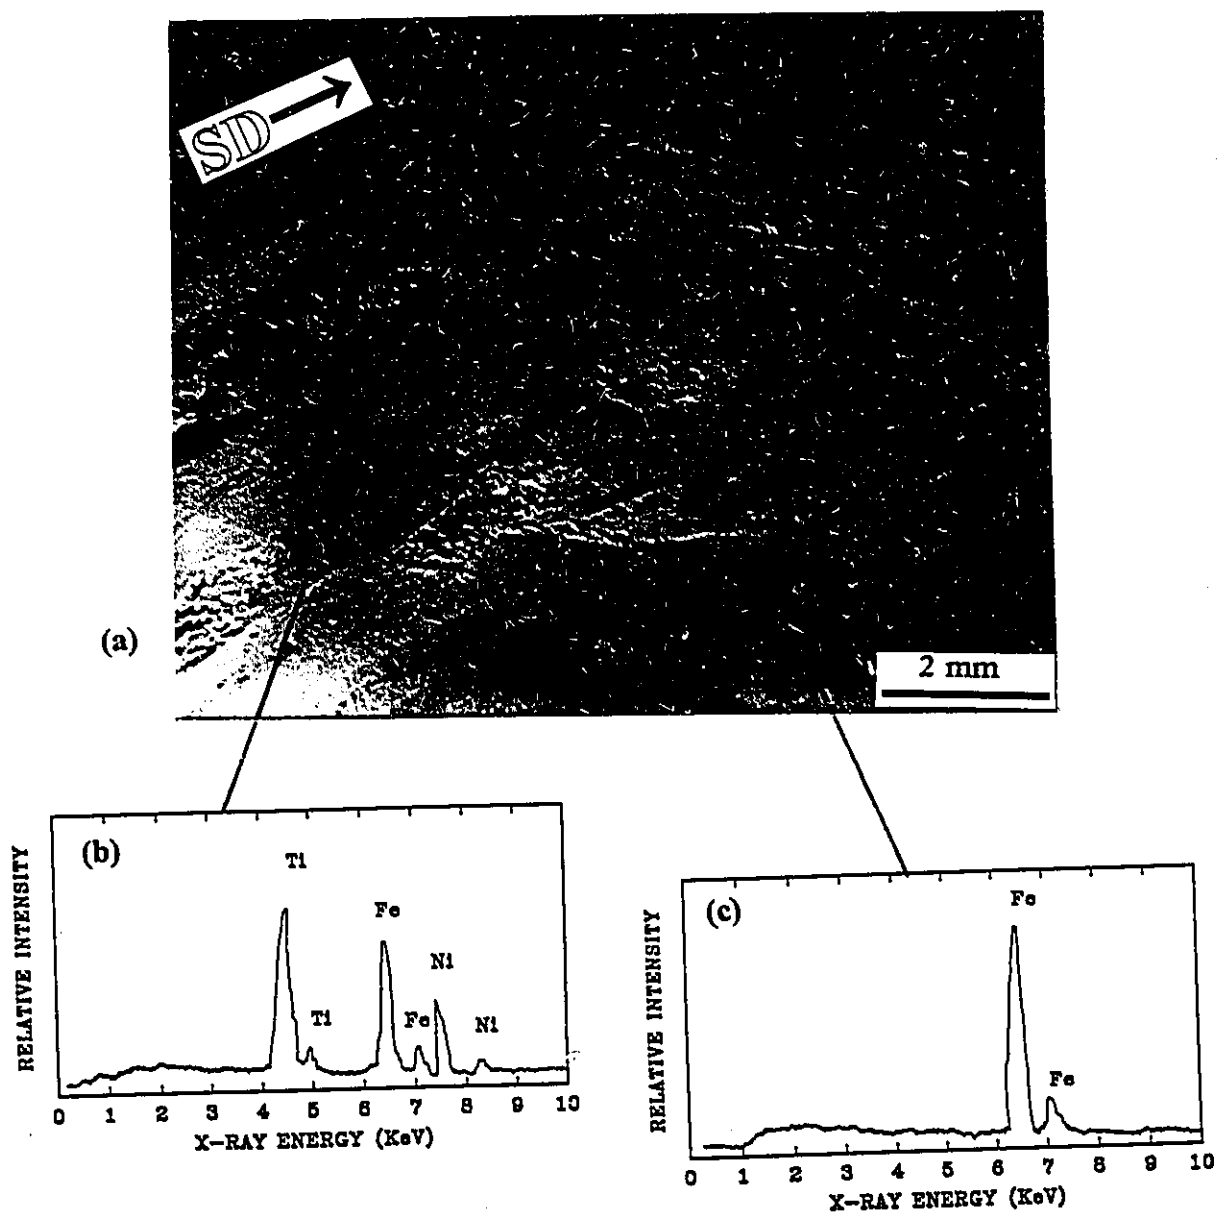 SD
(a)
2 mm
(b)
Ti
Fe
Ni
Ti
Fe
Ni
RELATIVE INTENSITY
0 1 2 3 4 5 6 7 8 9 10
X-RAY ENERGY (KeV)
(c)
Fe
Fe
RELATIVE INTENSITY
0 1 2 3 4 5 6 7 8 9 10
X-RAY ENERGY (KeV)